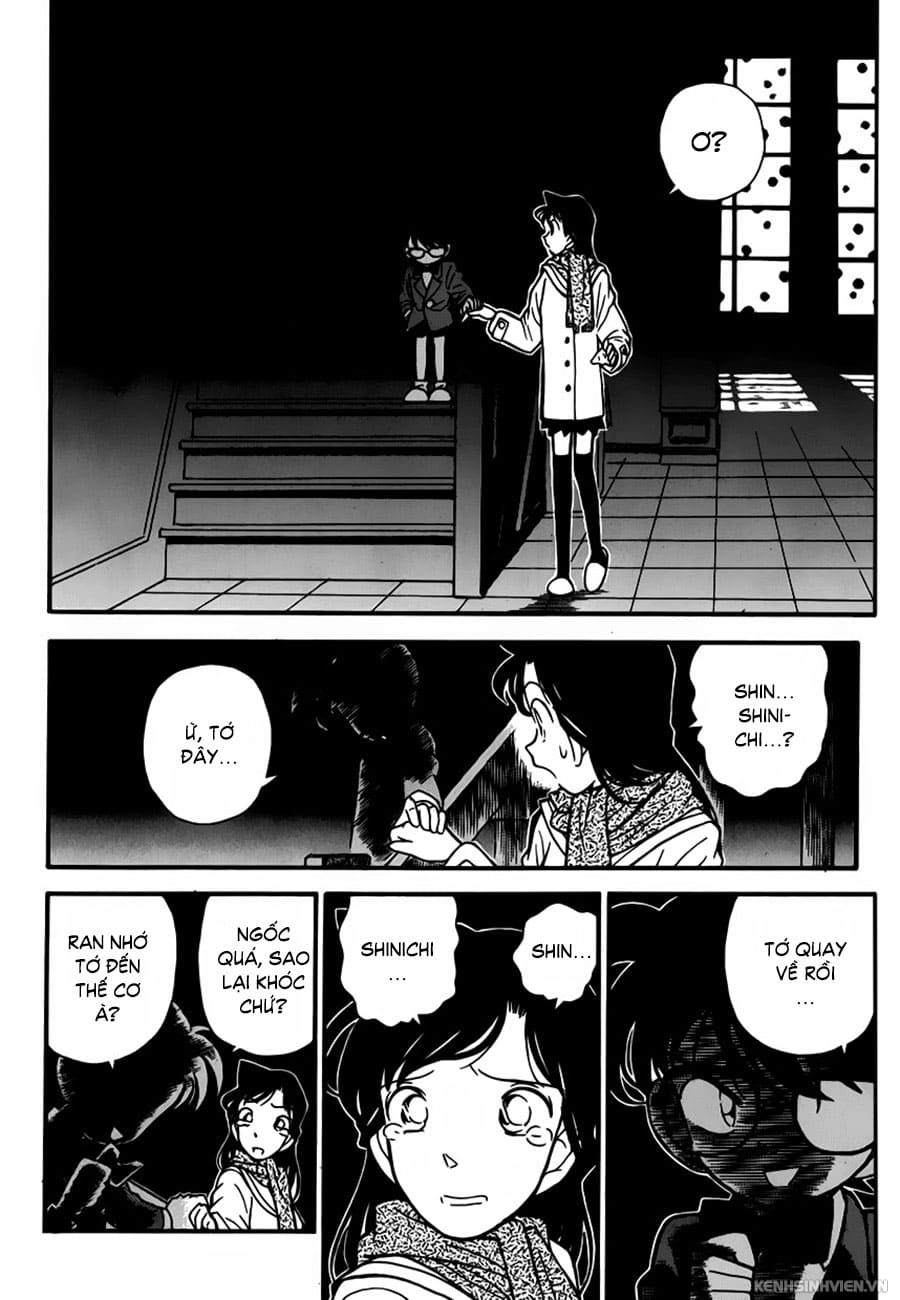 Ơ?
SHIN...
SHINI-
CHI...?
Ừ, TỚ
ĐÂY...
TỚ QUAY
VỀ RỒI
...
SHIN...
SHINICHI
...
NGỐC
QUÁ, SAO
LẠI KHÓC
CHỨ?
RAN NHỚ
TỚ ĐẾN
THẾ CƠ
À?
KENHSINHVIEN.VN